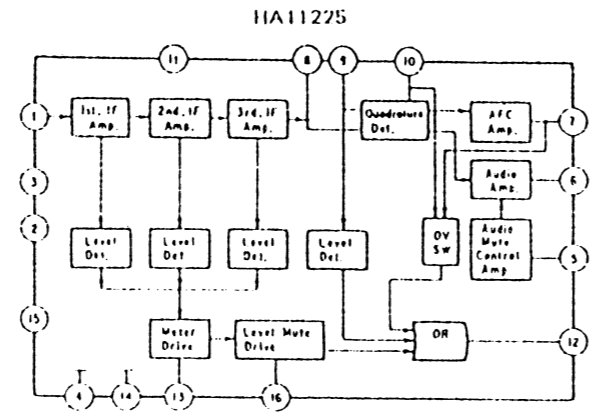 HA11225
11
8
9
10
1
1st, IF
Amp.
2nd, IF
Amp.
3rd, IF
Amp.
Quadrature
Det.
AFC
Amp.
7
3
Audio
Amp.
6
2
Level
Det.
Level
Det
Level
Det.
Level
Det.
OV
SW
Audio
Mute
Control
Amp
5
15
Meter
Drive
Level Mute
Drive
OR
12
4
14
13
16